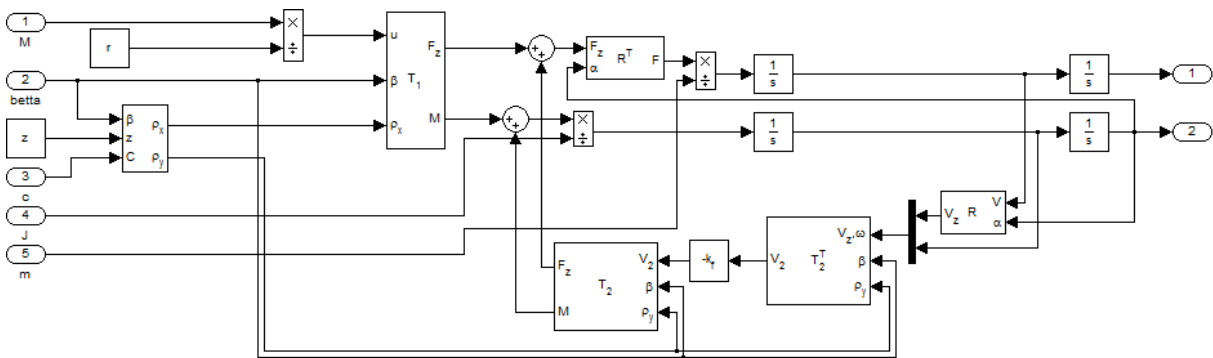 1
M
r
×
÷
2
betta
z
3
c
4
J
5
m
β
z
C
ρx
ρy
u
β
ρx
T1
Fz
M
+
+
+
+
Fz
α
R^T
F
×
÷
×
÷
1/s
1/s
1
1/s
1/s
2
V
α
R
Vz
Vz,ω
β
ρy
T2^T
V2
-kf
V2
β
ρy
T2
Fz
M